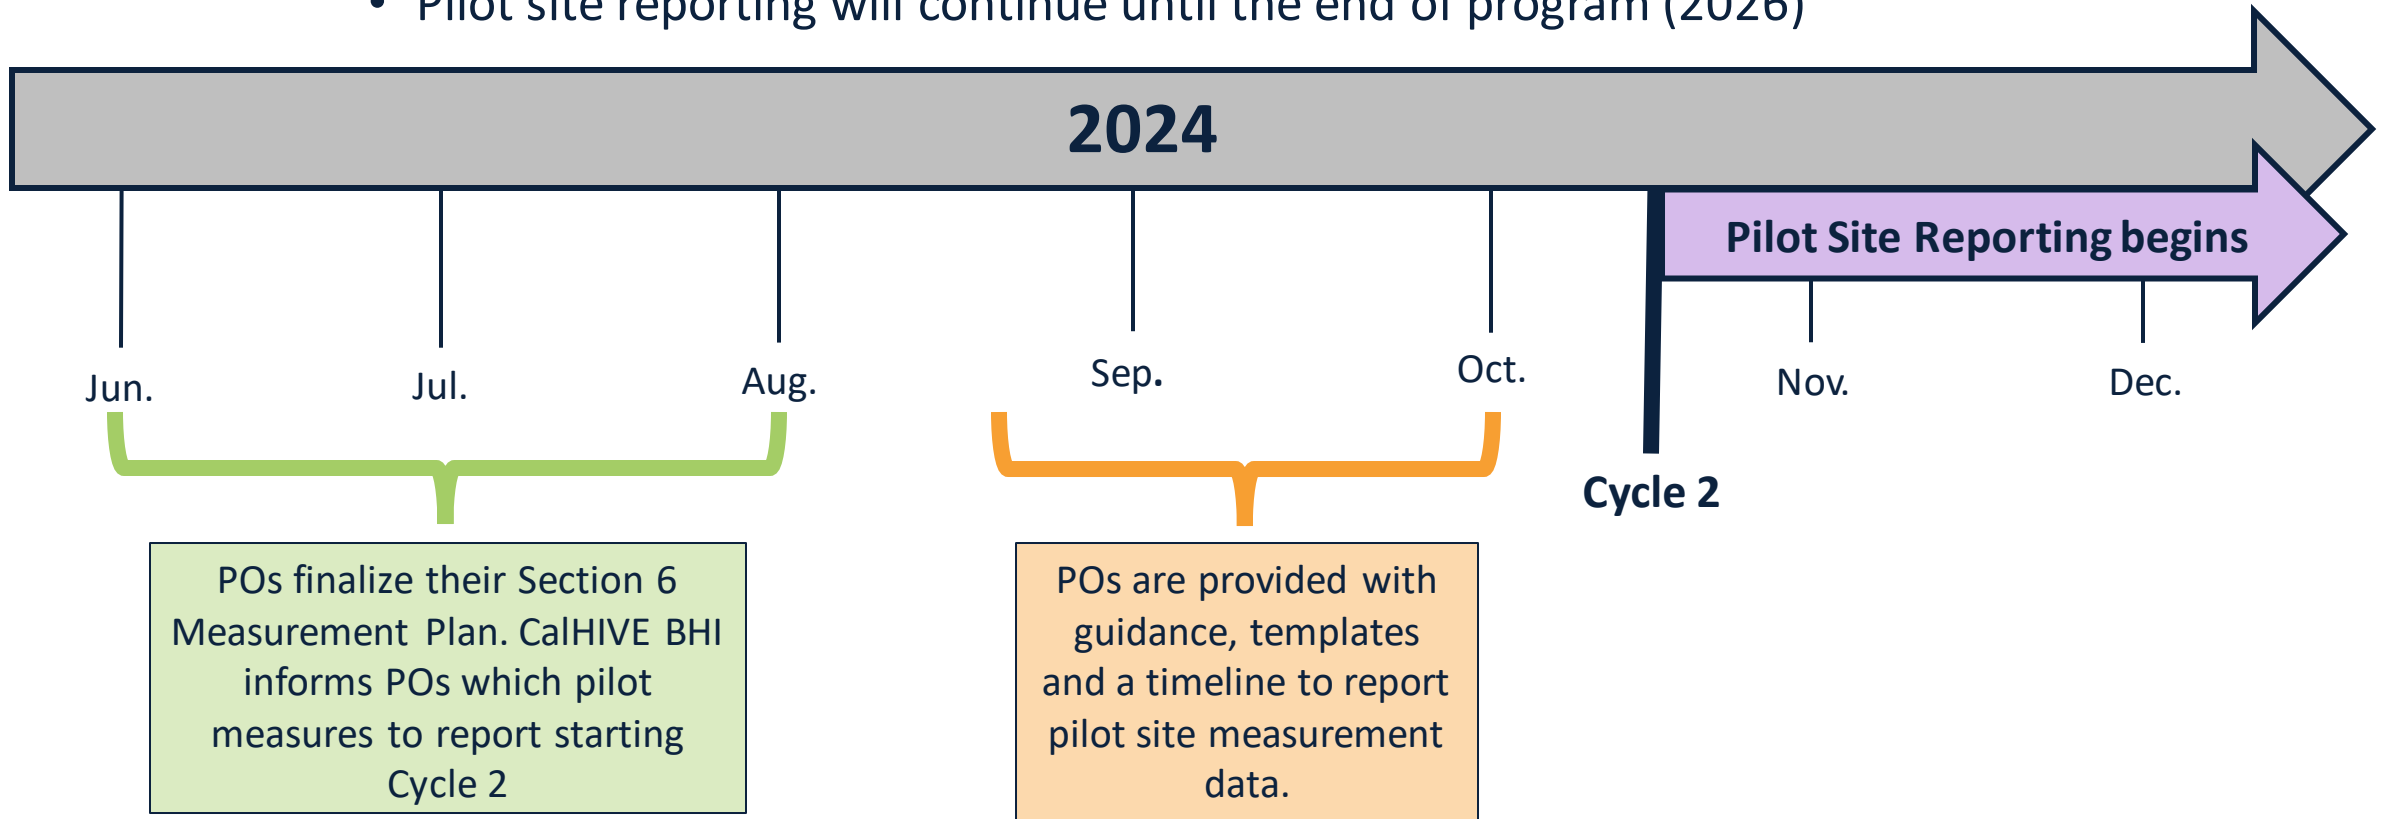 • Pilot site reporting will continue until the end of program (2026)
2024
Pilot Site Reporting begins
Jun.
Jul.
Aug.
Sep.
Oct.
Nov.
Dec.
Cycle 2
POs finalize their Section 6
Measurement Plan. CalHIVE BHI
informs POs which pilot
measures to report starting
Cycle 2
POs are provided with
guidance, templates
and a timeline to report
pilot site measurement
data.